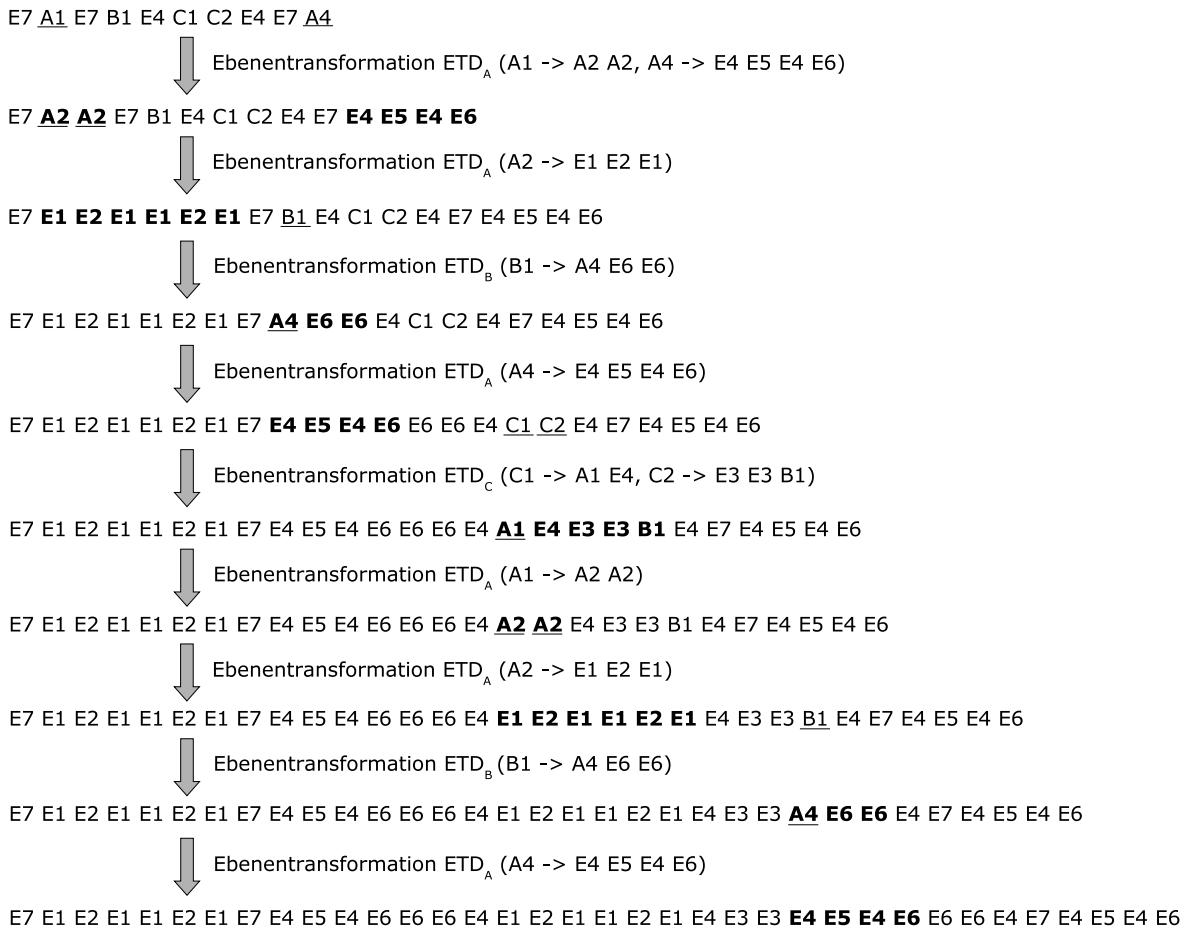 E7 A1 E7 B1 E4 C1 C2 E4 E7 A4
Ebenentransformation ETD_A (A1 -> A2 A2, A4 -> E4 E5 E4 E6)
E7 A2 A2 E7 B1 E4 C1 C2 E4 E7 E4 E5 E4 E6
Ebenentransformation ETD_A (A2 -> E1 E2 E1)
E7 E1 E2 E1 E1 E2 E1 E7 B1 E4 C1 C2 E4 E7 E4 E5 E4 E6
Ebenentransformation ETD_B (B1 -> A4 E6 E6)
E7 E1 E2 E1 E1 E2 E1 E7 A4 E6 E6 E4 C1 C2 E4 E7 E4 E5 E4 E6
Ebenentransformation ETD_A (A4 -> E4 E5 E4 E6)
E7 E1 E2 E1 E1 E2 E1 E7 E4 E5 E4 E6 E6 E6 E4 C1 C2 E4 E7 E4 E5 E4 E6
Ebenentransformation ETD_C (C1 -> A1 E4, C2 -> E3 E3 B1)
E7 E1 E2 E1 E1 E2 E1 E7 E4 E5 E4 E6 E6 E6 E4 A1 E4 E3 E3 B1 E4 E7 E4 E5 E4 E6
Ebenentransformation ETD_A (A1 -> A2 A2)
E7 E1 E2 E1 E1 E2 E1 E7 E4 E5 E4 E6 E6 E6 E4 A2 A2 E4 E3 E3 B1 E4 E7 E4 E5 E4 E6
Ebenentransformation ETD_A (A2 -> E1 E2 E1)
E7 E1 E2 E1 E1 E2 E1 E7 E4 E5 E4 E6 E6 E6 E4 E1 E2 E1 E1 E2 E1 E4 E3 E3 B1 E4 E7 E4 E5 E4 E6
Ebenentransformation ETD_B (B1 -> A4 E6 E6)
E7 E1 E2 E1 E1 E2 E1 E7 E4 E5 E4 E6 E6 E6 E4 E1 E2 E1 E1 E2 E1 E4 E3 E3 A4 E6 E6 E4 E7 E4 E5 E4 E6
Ebenentransformation ETD_A (A4 -> E4 E5 E4 E6)
E7 E1 E2 E1 E1 E2 E1 E7 E4 E5 E4 E6 E6 E6 E4 E1 E2 E1 E1 E2 E1 E4 E3 E3 E4 E5 E4 E6 E6 E6 E4 E7 E4 E5 E4 E6